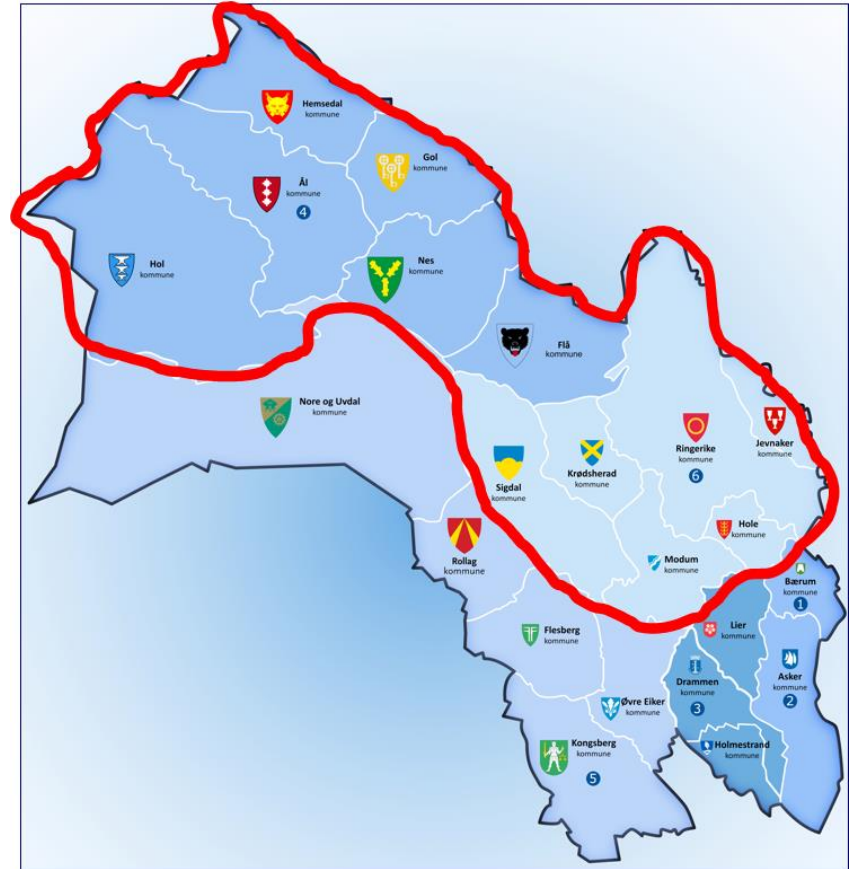 Hemsedal
kommune
Gol
kommune
Ål
kommune
4
Hol
kommune
Nes
kommune
Flå
kommune
Nore og Uvdal
kommune
Sigdal
kommune
Krødsherad
kommune
Ringerike
kommune
6
Jevnaker
kommune
Hole
kommune
Rollag
kommune
Modum
kommune
Bærum
kommune
1
Flesberg
kommune
Lier
kommune
Drammen
kommune
3
Asker
kommune
2
Øvre Eiker
kommune
Kongsberg
kommune
5
Holmestrand
kommune